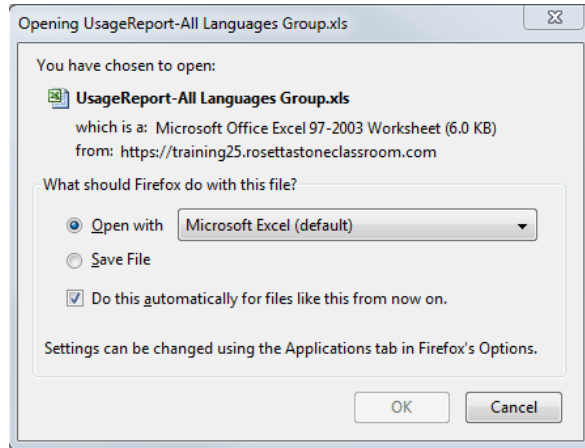 Opening UsageReport-All Languages Group.xls
You have chosen to open:
UsageReport-All Languages Group.xls
which is a: Microsoft Office Excel 97-2003 Worksheet (6.0 KB)
from: https://training25.rosettastoneclassroom.com
What should Firefox do with this file?
Open with Microsoft Excel (default)
Save File
Do this automatically for files like this from now on.
Settings can be changed using the Applications tab in Firefox's Options.
OK Cancel